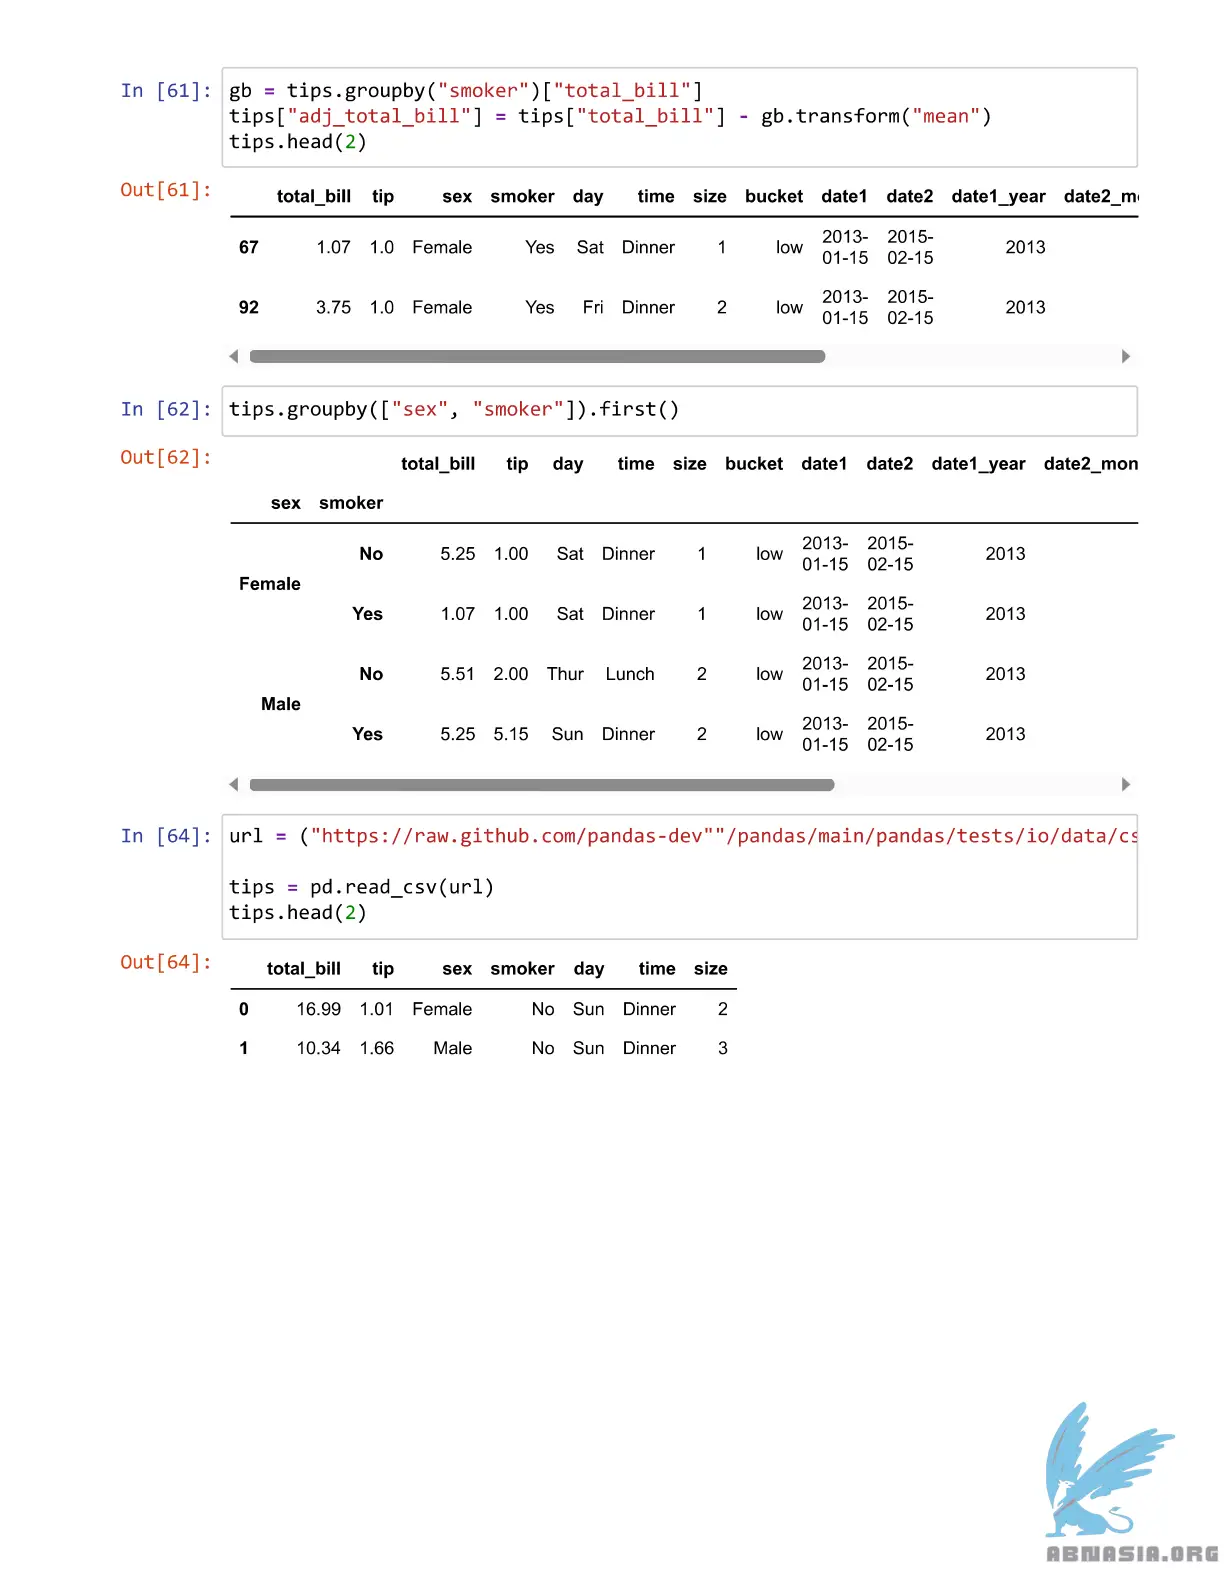 In [61]: gb = tips.groupby("smoker")["total_bill"]
tips["adj_total_bill"] = tips["total_bill"] - gb.transform("mean")
tips.head(2)
Out[61]:
total_bill tip sex smoker day time size bucket date1 date2 date1_year date2_mo
67 1.07 1.0 Female Yes Sat Dinner 1 low 2013-01-15 2015-02-15 2013
92 3.75 1.0 Female Yes Fri Dinner 2 low 2013-01-15 2015-02-15 2013
In [62]: tips.groupby(["sex", "smoker"]).first()
Out[62]:
total_bill tip day time size bucket date1 date2 date1_year date2_mon
sex smoker
Female No 5.25 1.00 Sat Dinner 1 low 2013-01-15 2015-02-15 2013
Yes 1.07 1.00 Sat Dinner 1 low 2013-01-15 2015-02-15 2013
Male No 5.51 2.00 Thur Lunch 2 low 2013-01-15 2015-02-15 2013
Yes 5.25 5.15 Sun Dinner 2 low 2013-01-15 2015-02-15 2013
In [64]: url = ("https://raw.github.com/pandas-dev""/pandas/main/pandas/tests/io/data/cs
tips = pd.read_csv(url)
tips.head(2)
Out[64]:
total_bill tip sex smoker day time size
0 16.99 1.01 Female No Sun Dinner 2
1 10.34 1.66 Male No Sun Dinner 3
ABNASIA.ORG